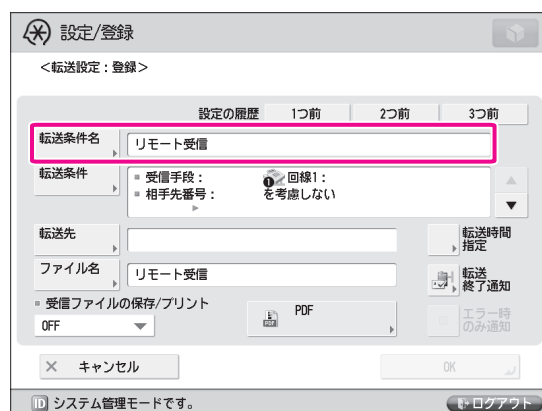 設定/登録
<転送設定:登録>
設定の履歴 1つ前 2つ前 3つ前
転送条件名 リモート受信
転送条件 ■ 受信手段: 回線1:
■ 相手先番号: を考慮しない
転送先 転送時間指定
ファイル名 リモート受信 転送終了通知
■ 受信ファイルの保存/プリント
OFF PDF エラー時のみ通知
× キャンセル OK
ID システム管理モードです。 ログアウト